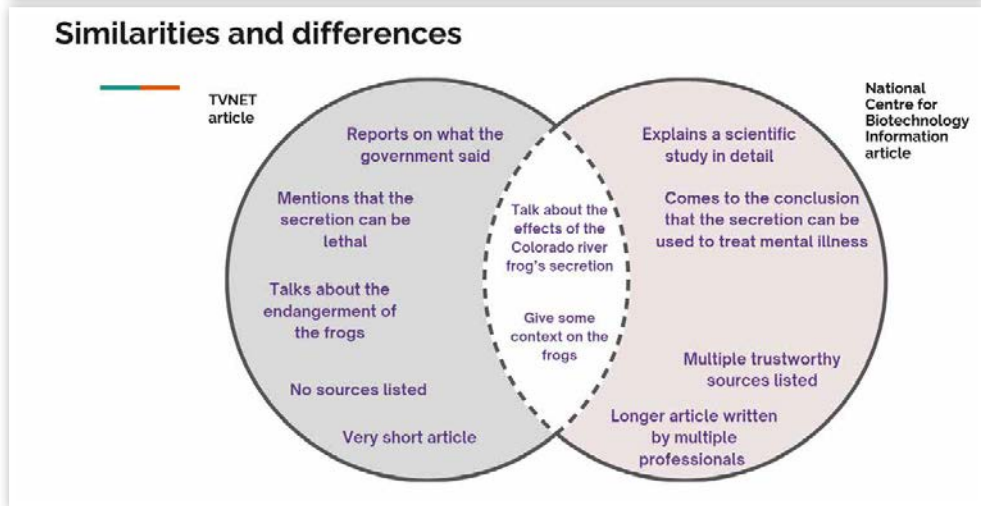 Similarities and differences
TVNET
article
Reports on what the
government said
Mentions that the
secretion can be
lethal
Talks about the
endangerment of
the frogs
No sources listed
Very short article
Talk about the
effects of the
Colorado river
frog's secretion
Give some
context on the
frogs
National
Centre for
Biotechnology
Information
article
Explains a scientific
study in detail
Comes to the conclusion
that the secretion can be
used to treat mental illness
Multiple trustworthy
sources listed
Longer article written
by multiple
professionals